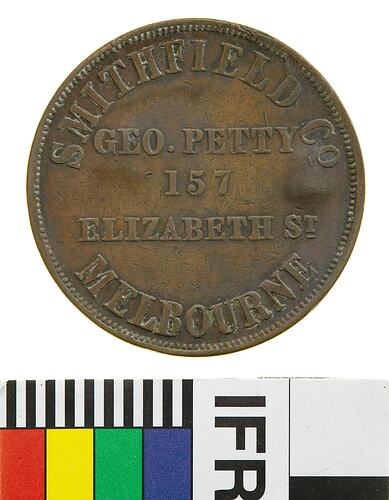 SMITHFIELD Co
GEO. PETTY
157
ELIZABETH ST
MELBOURNE
IFR